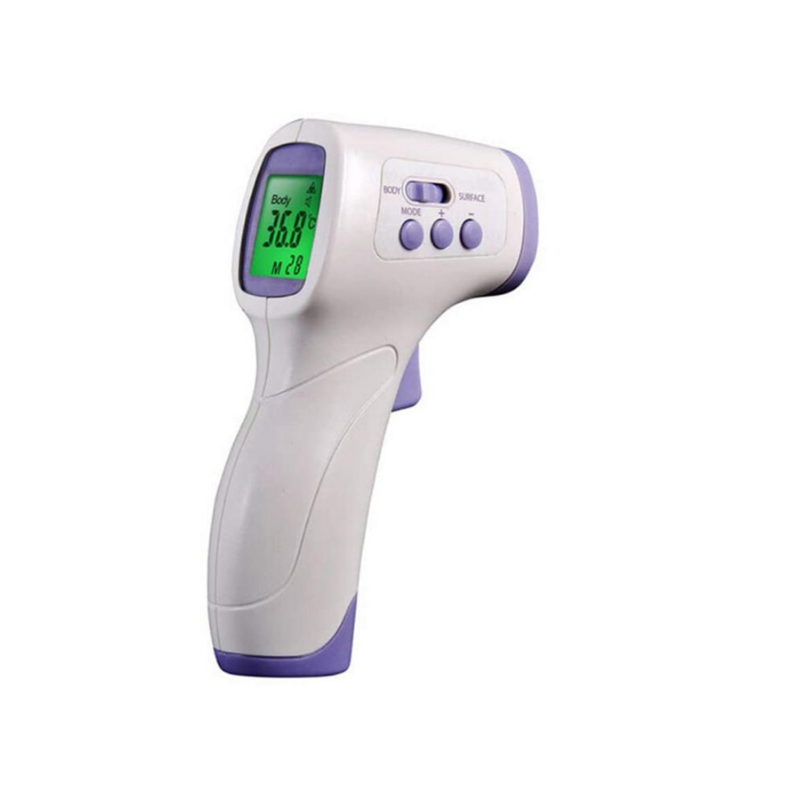 Body
36.8°C
M 28
BODY SURFACE
MODE + -